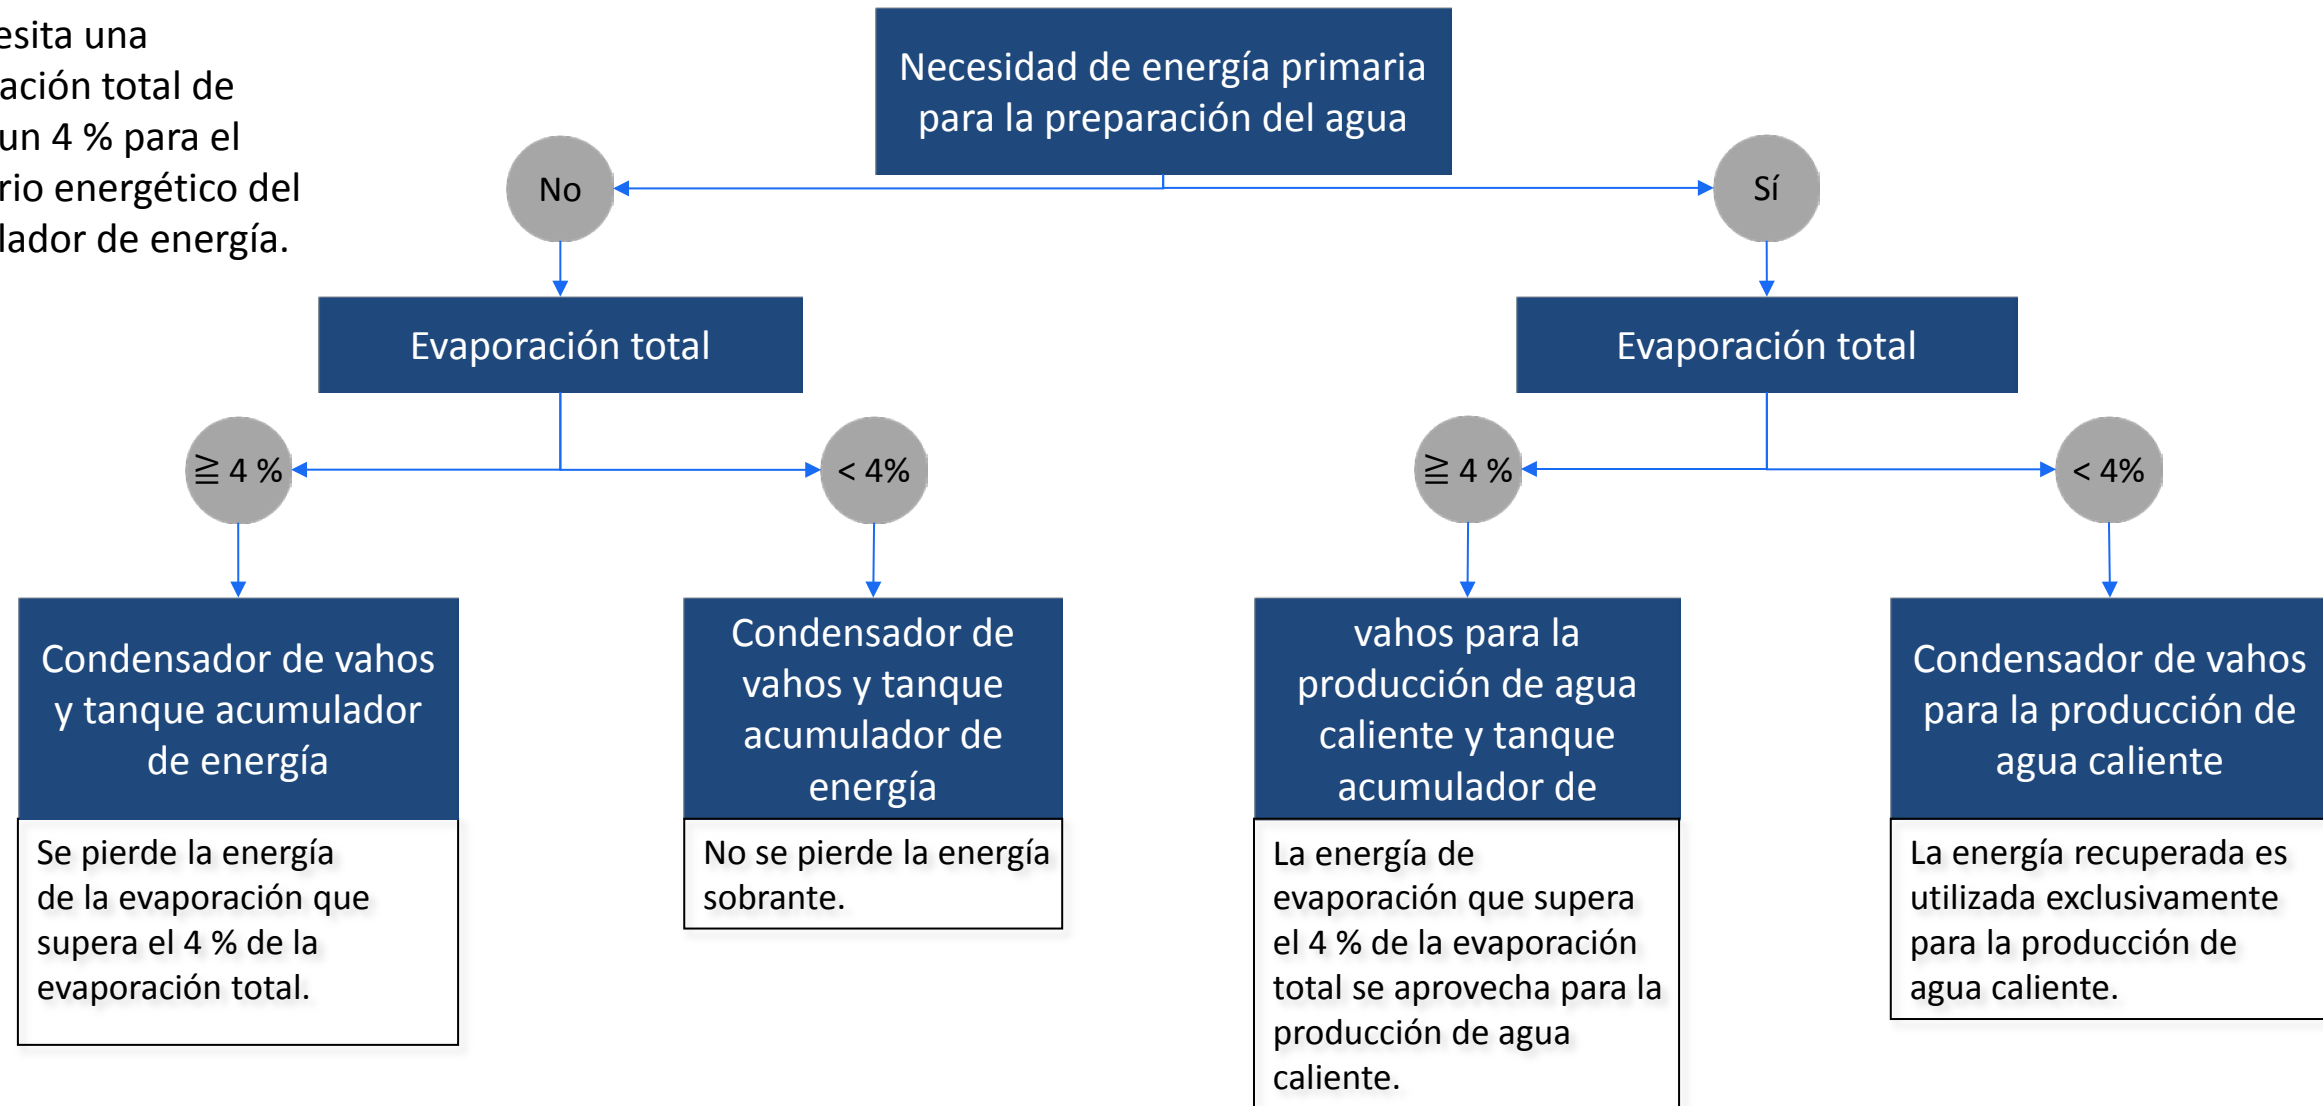 esita una
ación total de
un 4 % para el
rio energético del
lador de energía.
Necesidad de energía primaria
para la preparación del agua
No
Sí
Evaporación total
Evaporación total
≧ 4 %
< 4%
≧ 4 %
< 4%
Condensador de vahos
y tanque acumulador
de energía
Condensador de
vahos y tanque
acumulador de
energía
vahos para la
producción de agua
caliente y tanque
acumulador de
Condensador de vahos
para la producción de
agua caliente
Se pierde la energía
de la evaporación que
supera el 4 % de la
evaporación total.
No se pierde la energía
sobrante.
La energía de
evaporación que supera
el 4 % de la evaporación
total se aprovecha para la
producción de agua
caliente.
La energía recuperada es
utilizada exclusivamente
para la producción de
agua caliente.